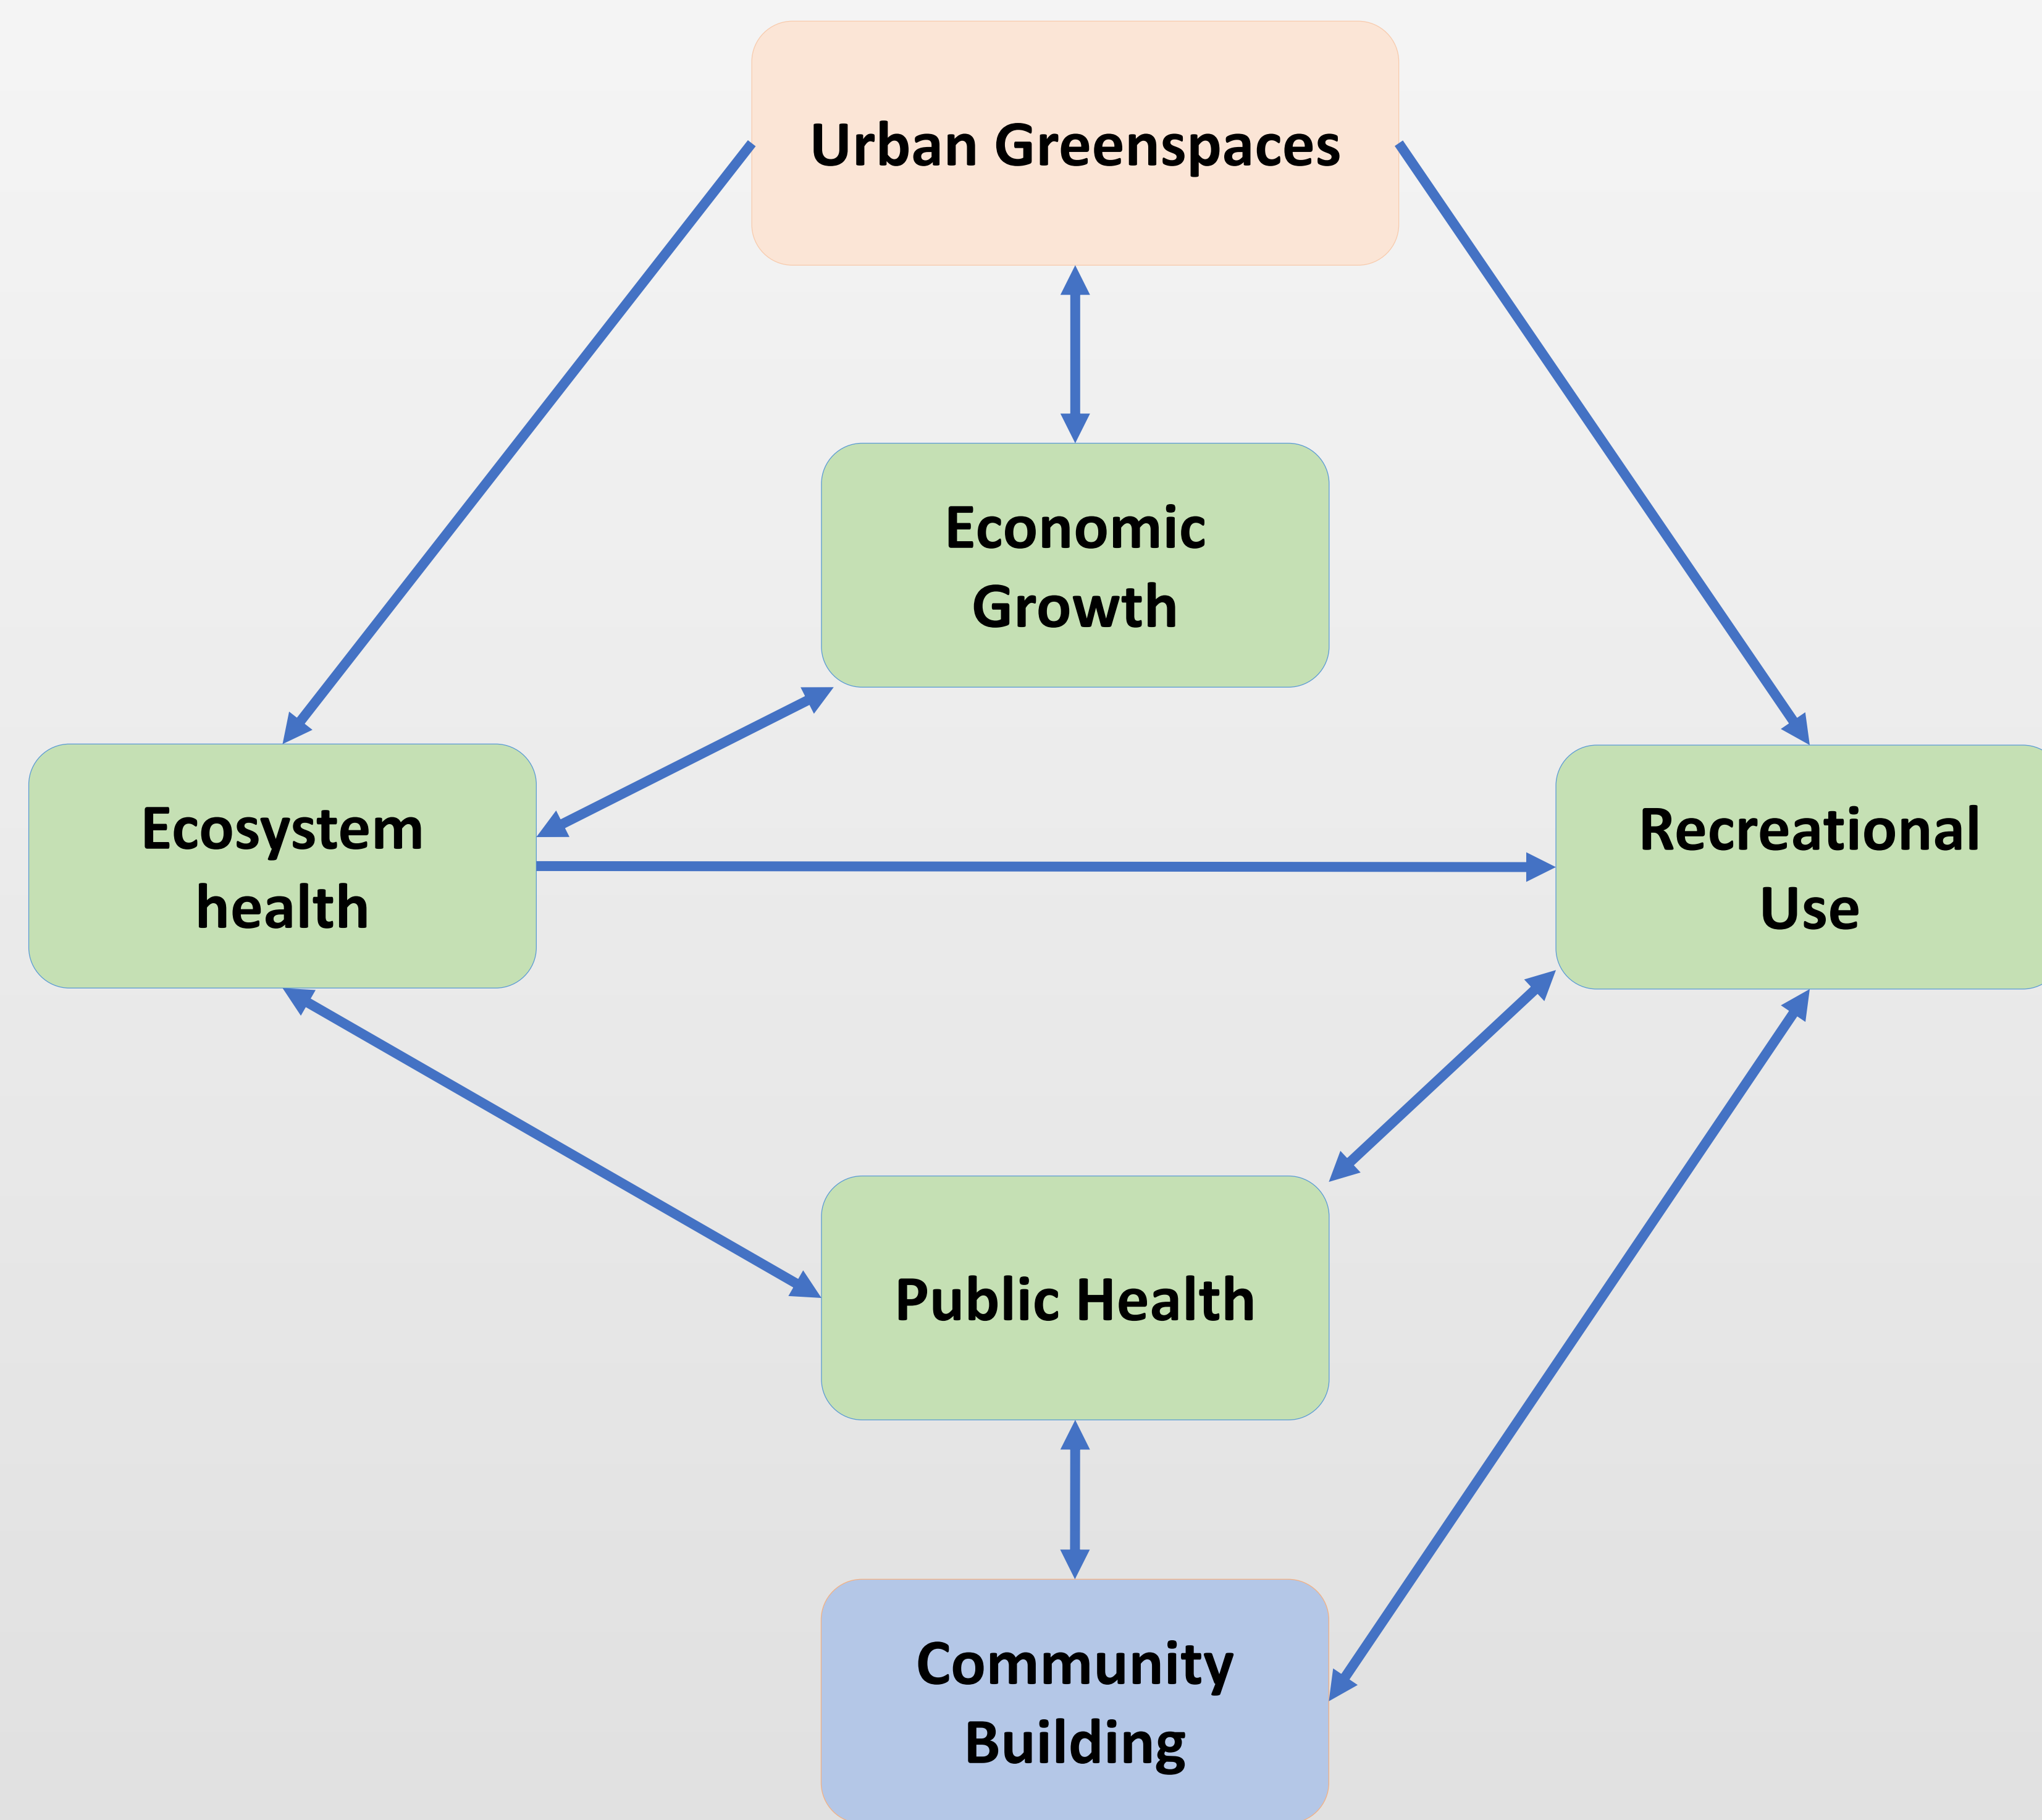 Urban Greenspaces
Economic
Growth
Ecosystem
health
Recreational
Use
Public Health
Community
Building